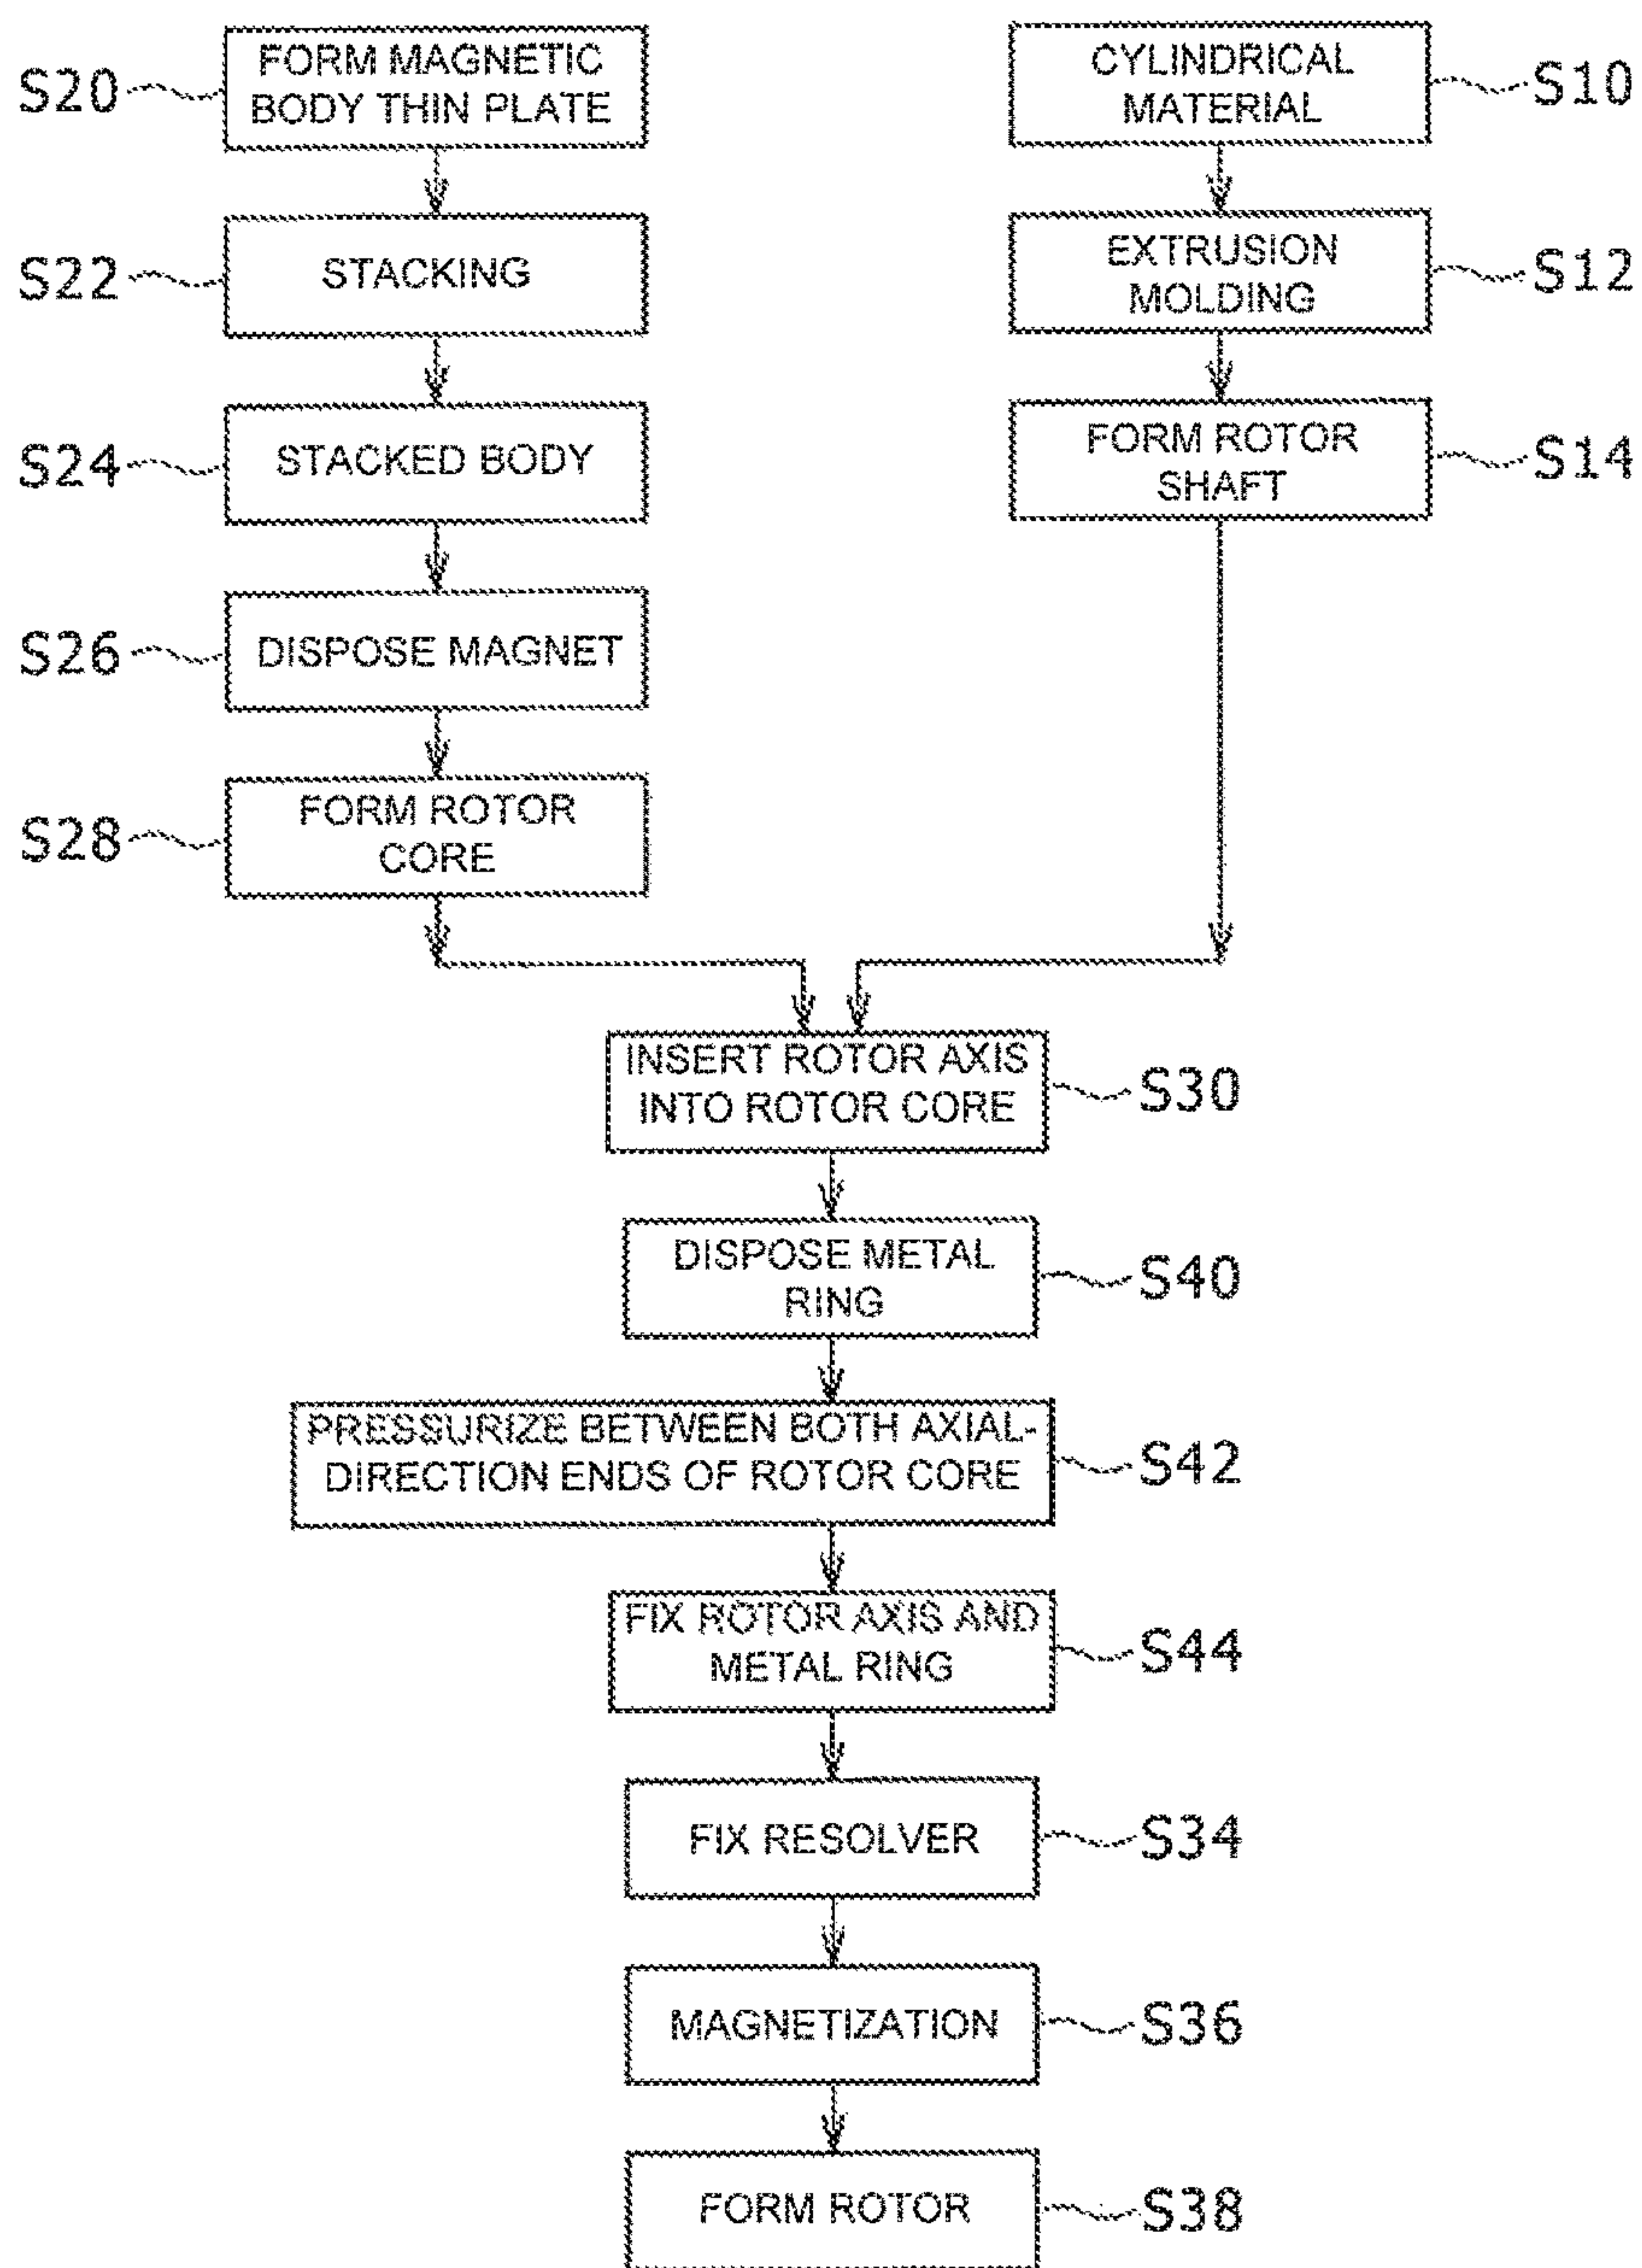 S20
FORM MAGNETIC
BODY THIN PLATE
CYLINDRICAL
MATERIAL
S10
S22
STACKING
EXTRUSION
MOLDING
S12
S24
STACKED BODY
FORM ROTOR
SHAFT
S14
S26
DISPOSE MAGNET
S28
FORM ROTOR
CORE
INSERT ROTOR AXIS
INTO ROTOR CORE
S30
DISPOSE METAL
RING
S40
PRESSURIZE BETWEEN BOTH AXIAL-
DIRECTION ENDS OF ROTOR CORE
S42
FIX ROTOR AXIS AND
METAL RING
S44
FIX RESOLVER
S34
MAGNETIZATION
S36
FORM ROTOR
S38